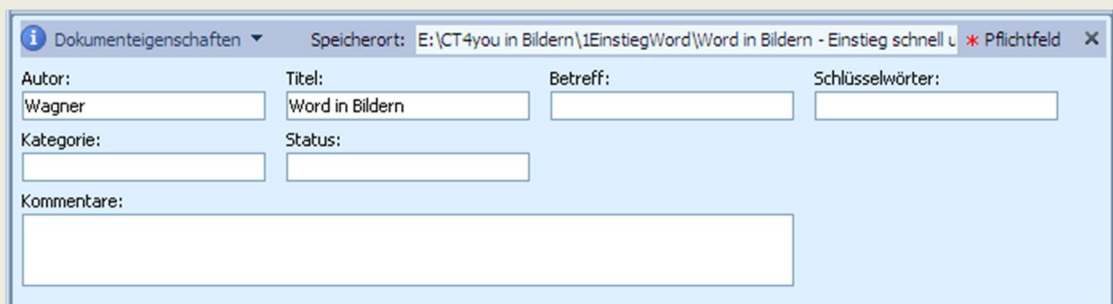 Dokumenteigenschaften Speicherort: E:\CT4you in Bildern\1EinstiegWord\Word in Bildern - Einstieg schnell u * Pflichtfeld
Autor: Titel: Betreff: Schlüsselwörter:
Wagner Word in Bildern
Kategorie: Status:
Kommentare: